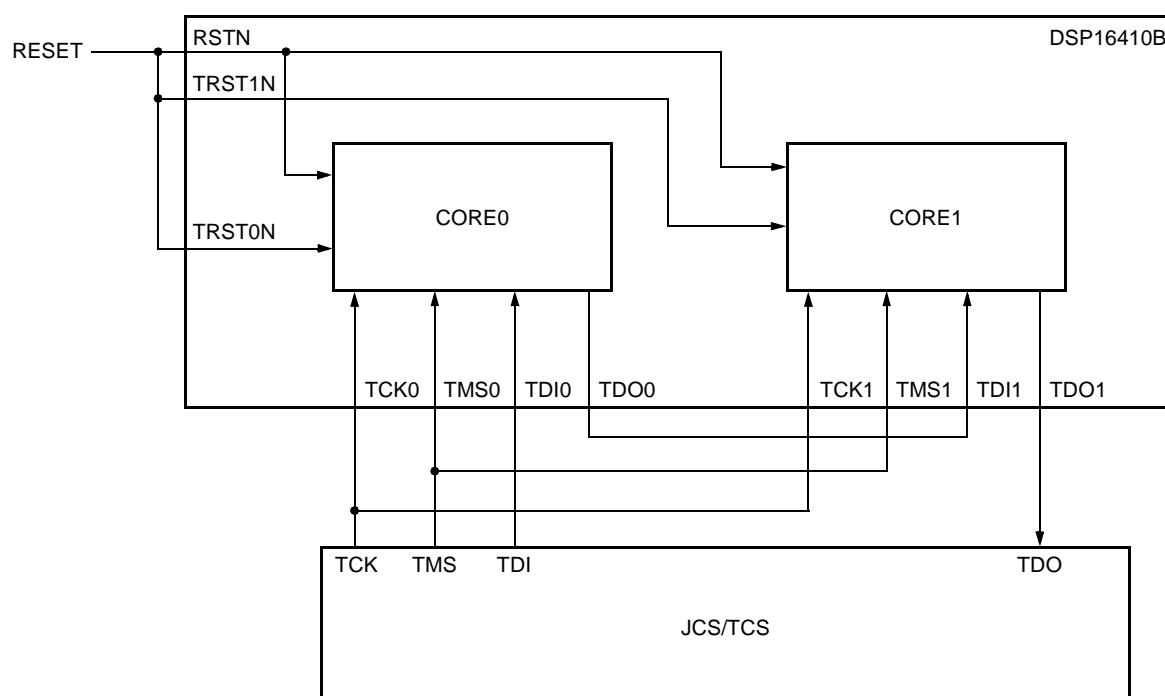 RESET
RSTN
DSP16410B
TRST1N
CORE0
CORE1
TRST0N
TCK0 TMS0 TDI0 TDO0 TCK1 TMS1 TDI1 TDO1
TCK TMS TDI TDO
JCS/TCS